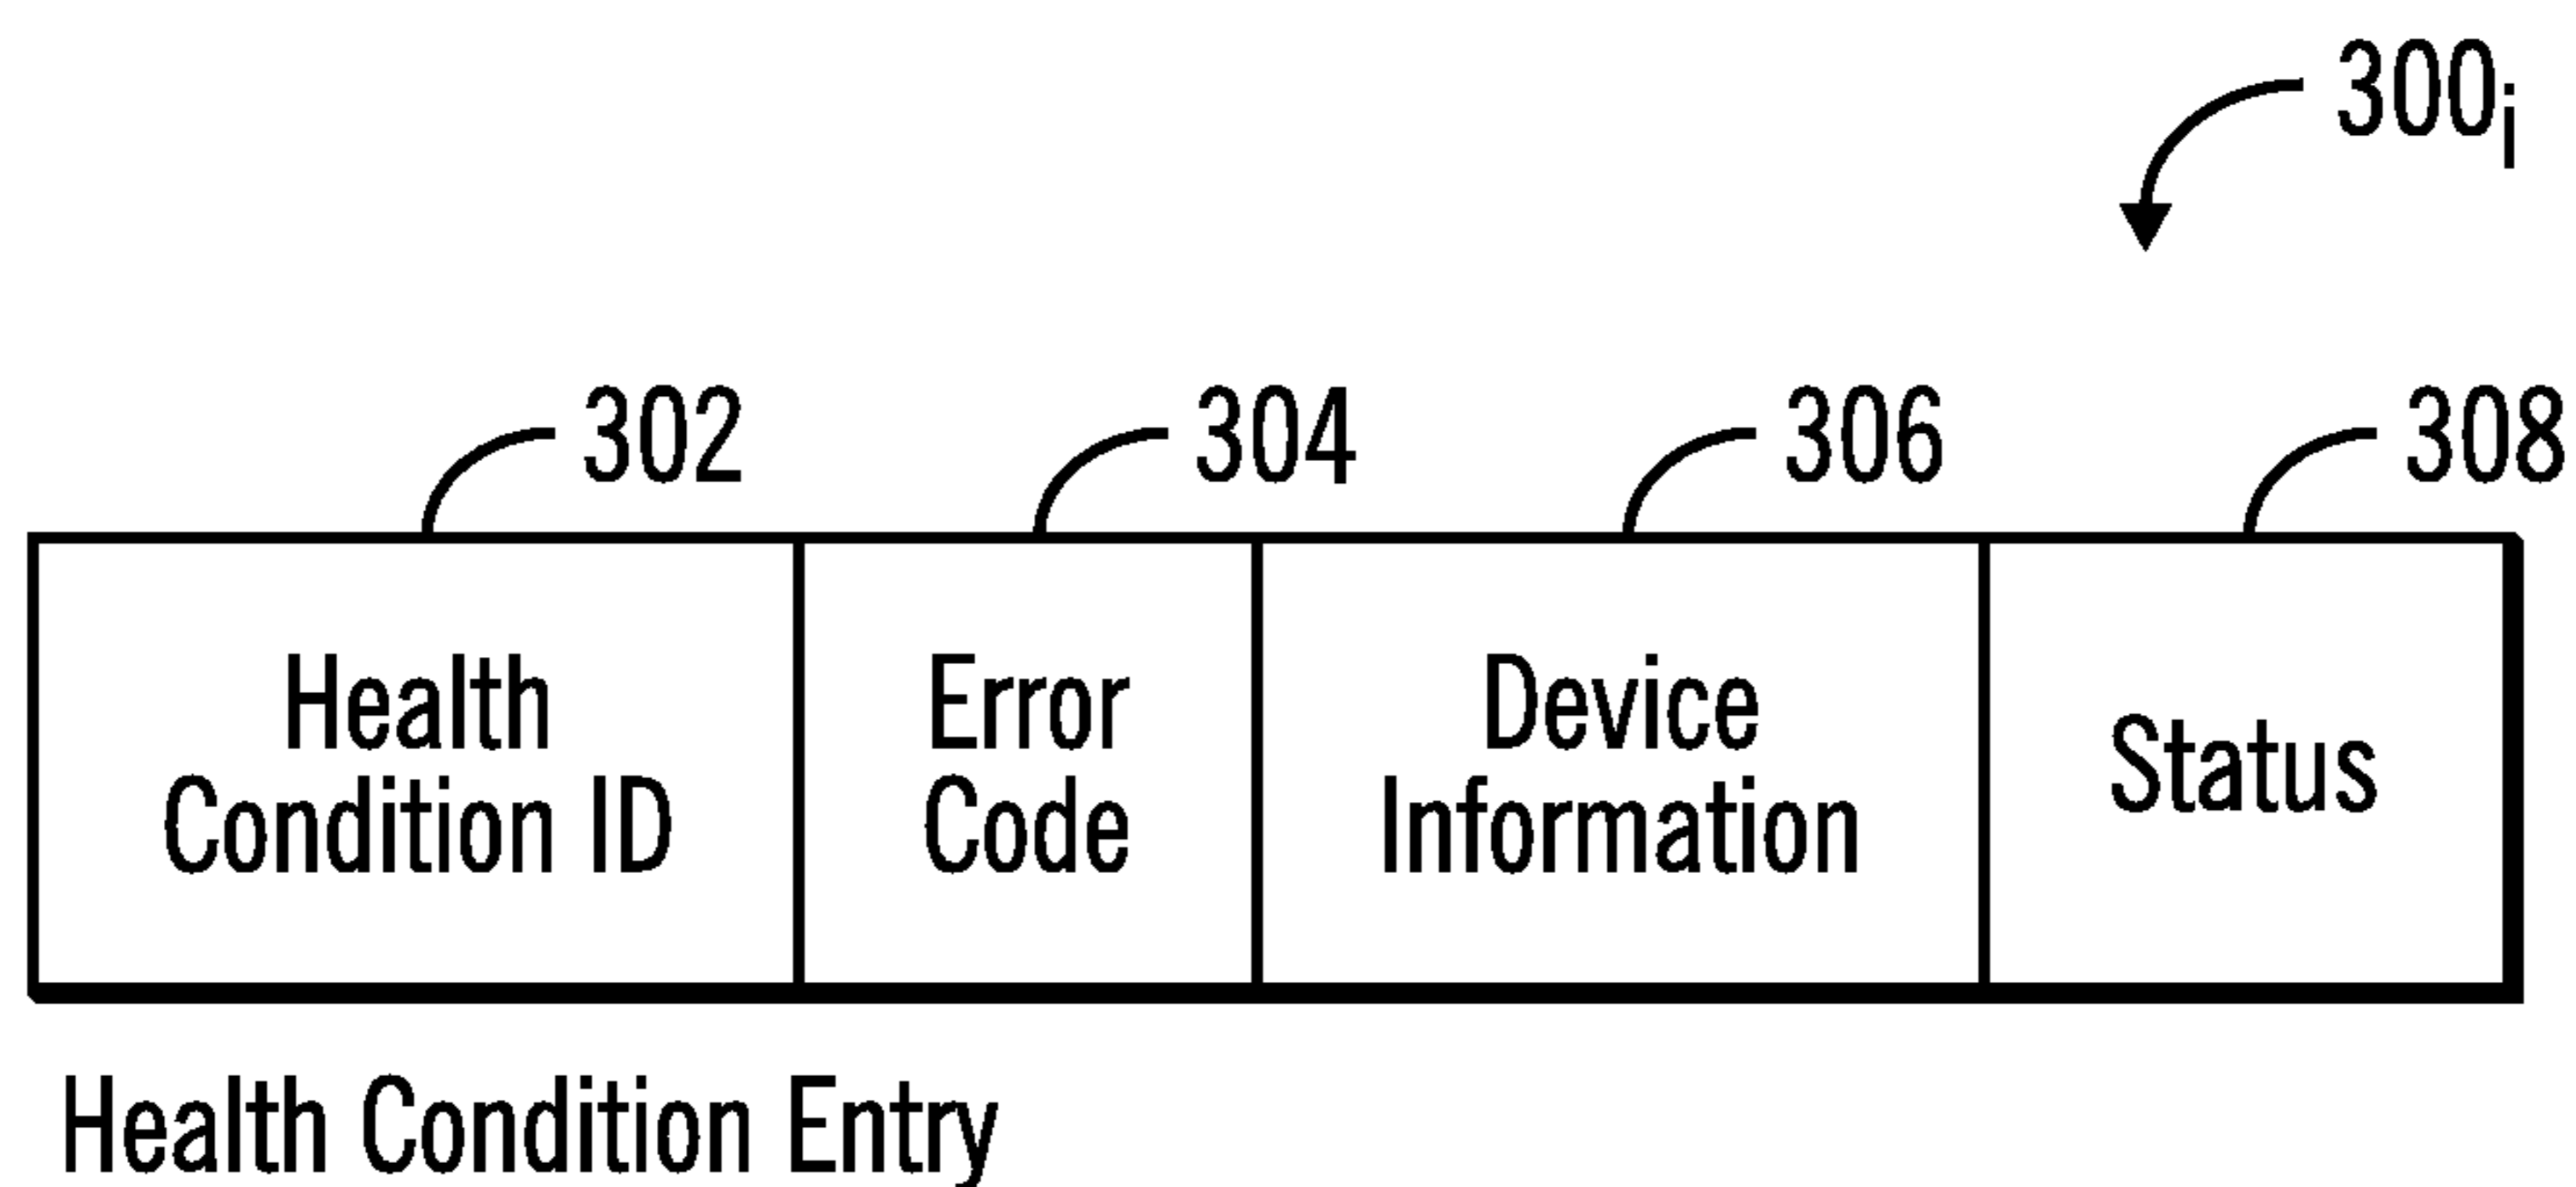 300i
302 304 306 308
Health Condition ID
Error Code
Device Information
Status
Health Condition Entry